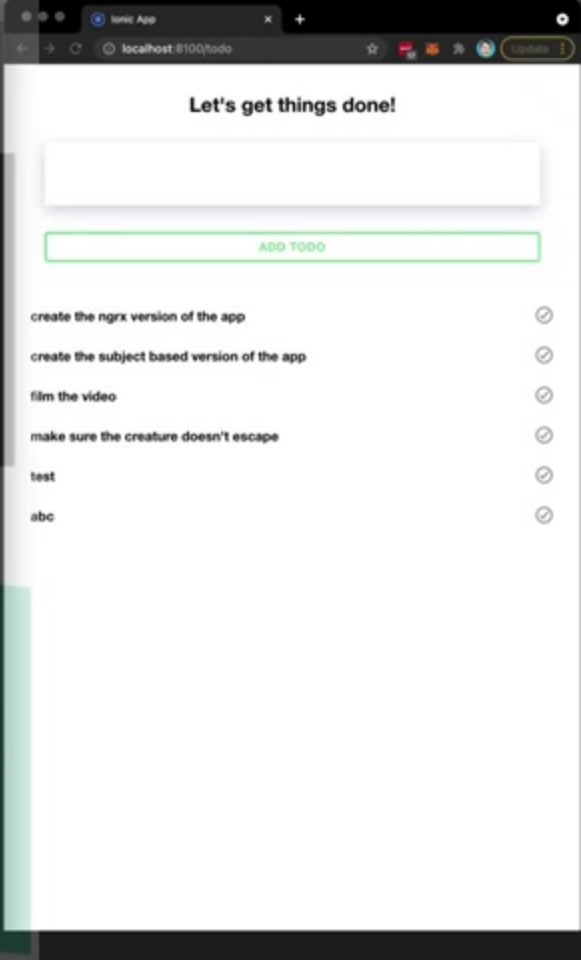 Ionic App
localhost:8100/todo
Update
Let's get things done!
ADD TODO
create the ngrx version of the app
create the subject based version of the app
film the video
make sure the creature doesn't escape
test
abc